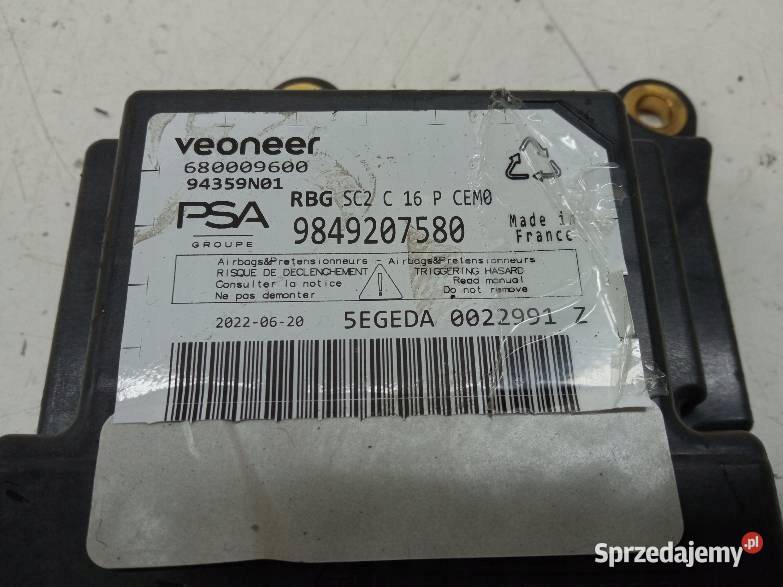 veoneer
680009600
94359N01
RBG SC2 C 16 P CEM0
PSA
GROUPE
9849207580
Made in
France
Airbags&Pretensionneurs - Airbags&Pretensionneurs
RISQUE DE DECLENCHEMENT
Consulter la notice
Ne pas demonter
TRIGGERING HASARD
Read manual
Do not remove
2022-06-20
5EGEDA 0022991 Z
Sprzedajemy.pl